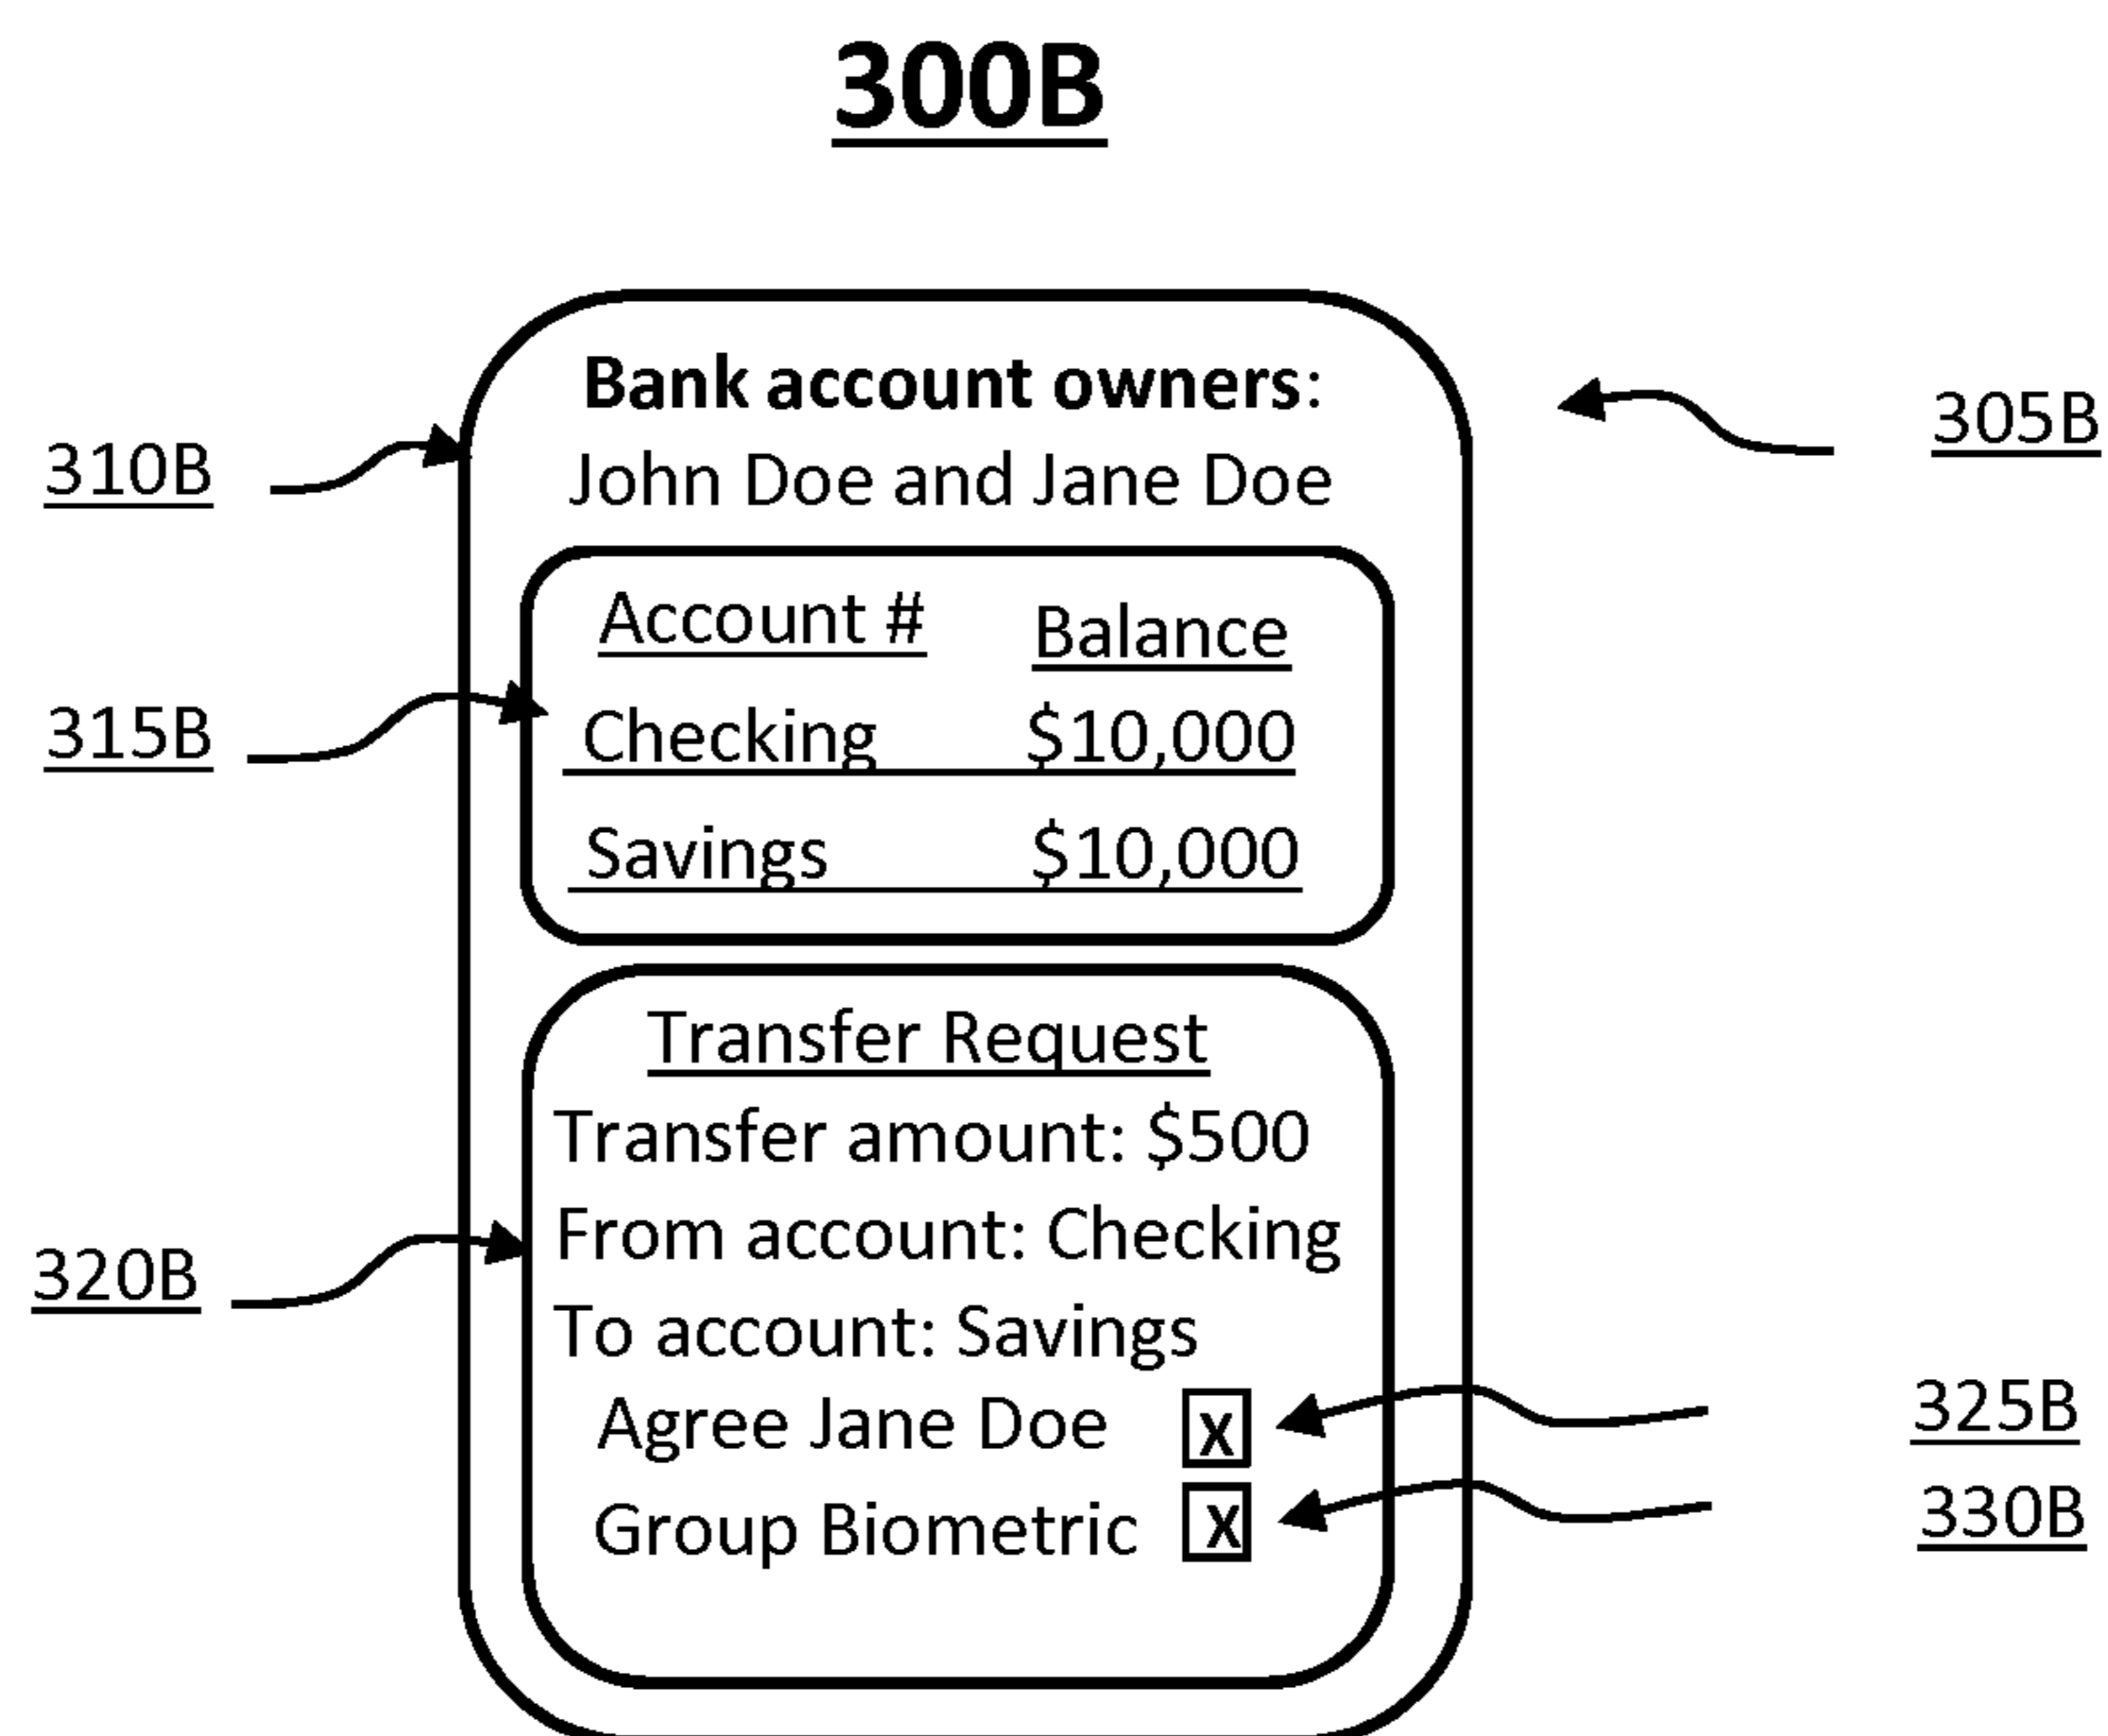 300B
Bank account owners:
305B
310B
John Doe and Jane Doe
Account # Balance
315B
Checking $10,000
Savings $10,000
Transfer Request
Transfer amount: $500
320B
From account: Checking
To account: Savings
Agree Jane Doe X
325B
Group Biometric X
330B